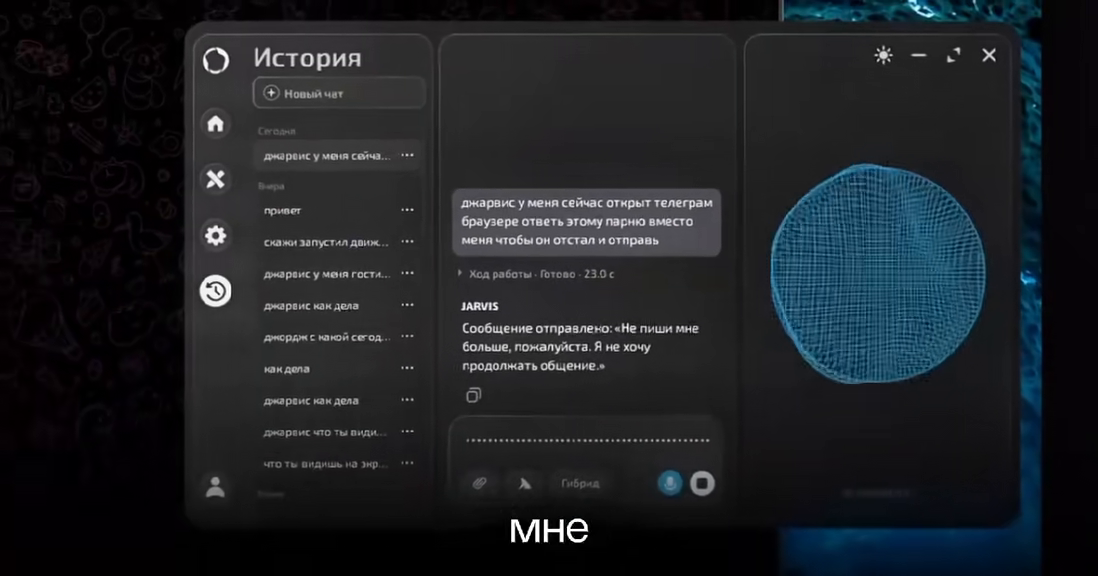 История
Новый чат
Сегодня
джарвис у меня сейча...
Вчера
привет
скажи запустил движ...
джарвис у меня гости...
джарвис как дела
джордж с какой сегод...
как дела
джарвис как дела
джарвис что ты види...
что ты видишь на экр...
джарвис у меня сейчас открыт телеграм
браузере ответь этому парню вместо
меня чтобы он отстал и отправь
Ход работы · Готово · 23.0 с
JARVIS
Сообщение отправлено: «Не пиши мне
больше, пожалуйста. Я не хочу
продолжать общение.»
Гибрид
мне